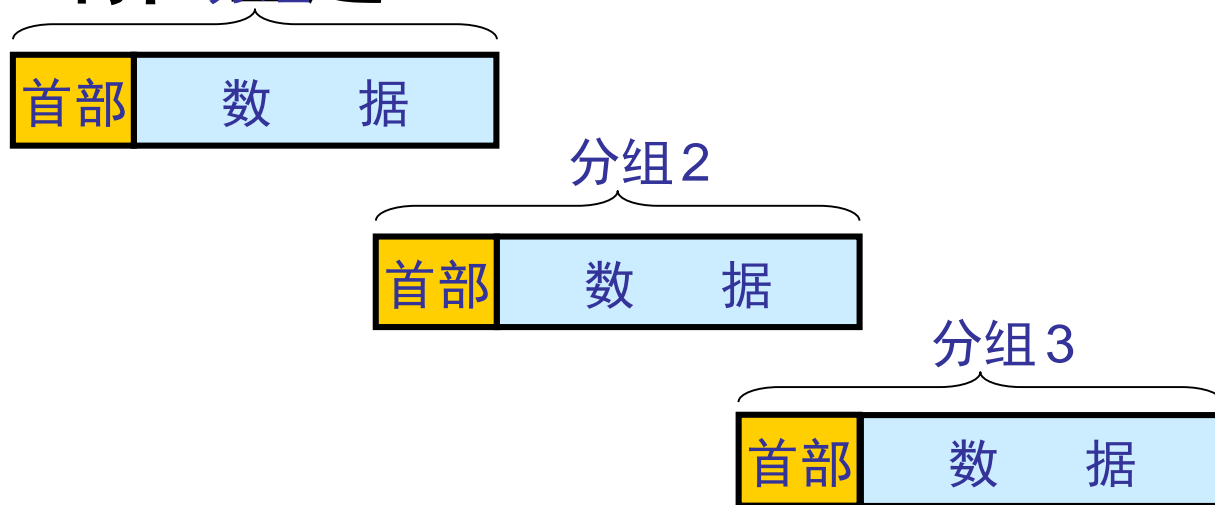 首部 数 据
分组2
首部 数 据
分组3
首部 数 据